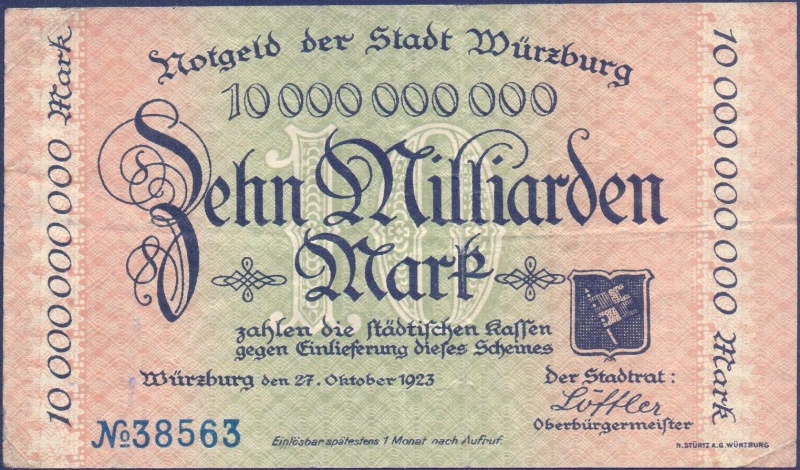 Notgeld der Stadt Würzburg
10 000 000 000
Zehn Milliarden
Mark
zahlen die ſtädtiſchen Kaſſen
gegen Einlieferung dieſes Scheines
Würzburg den 27. Oktober 1923
Der Stadtrat:
Löffler
Oberbürgermeiſter
№38563
Einlösbar spätestens 1 Monat nach Aufruf.
H. STÜRTZ A. G. WÜRZBURG
10 000 000 000 Mark
10 000 000 000 Mark
10